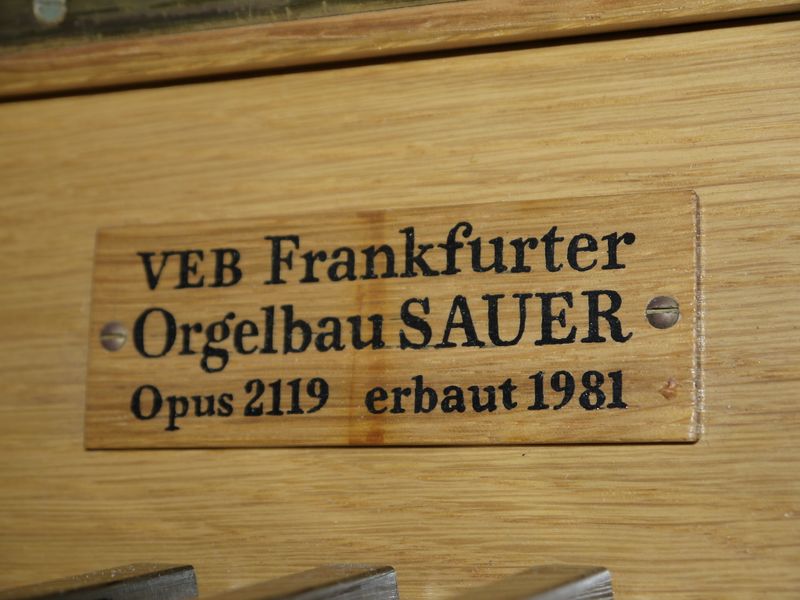 VEB Frankfurter
Orgelbau SAUER
Opus 2119 erbaut 1981